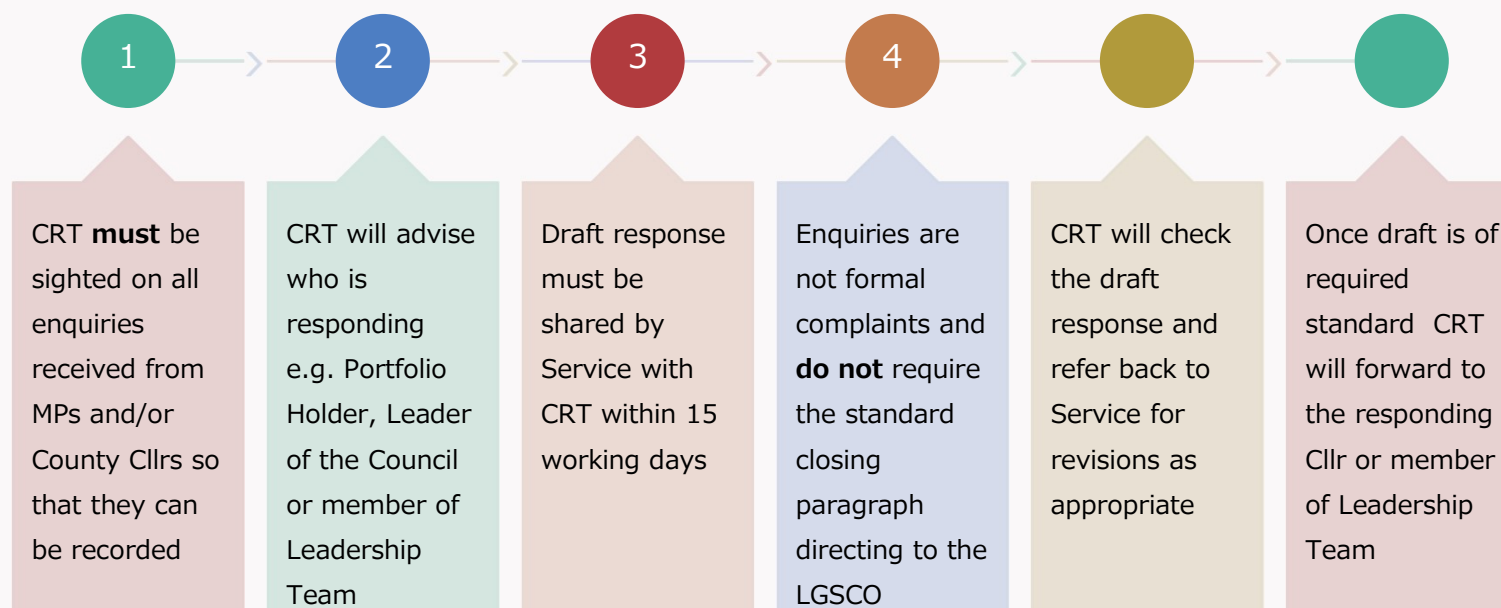 1
2
3
4
CRT must be
sighted on all
enquiries
received from
MPs and/or
County Cllrs so
that they can
be recorded
CRT will advise
who is
responding
e.g. Portfolio
Holder, Leader
of the Council
or member of
Leadership
Team
Draft response
must be
shared by
Service with
CRT within 15
working days
Enquiries are
not formal
complaints and
do not require
the standard
closing
paragraph
directing to the
LGSCO
CRT will check
the draft
response and
refer back to
Service for
revisions as
appropriate
Once draft is of
required
standard CRT
will forward to
the responding
Cllr or member
of Leadership
Team